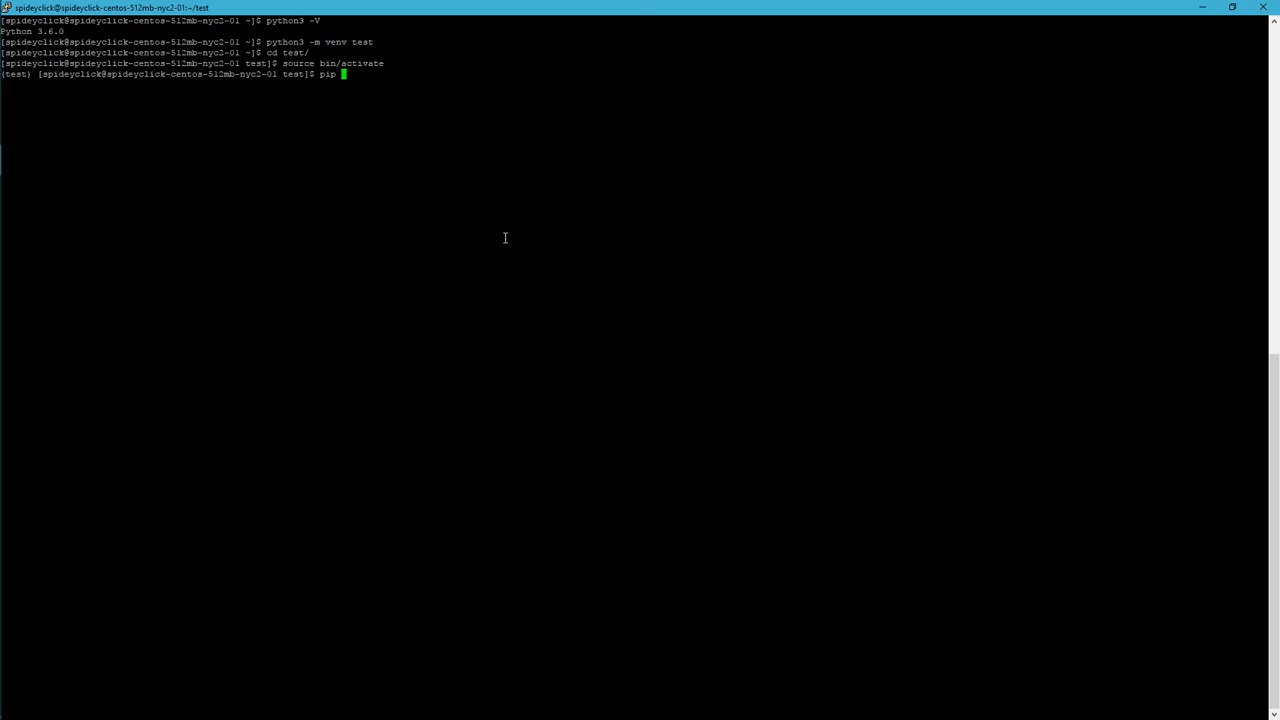 spideyclick@spideyclick-centos-512mb-nyc2-01:~/test
[spideyclick@spideyclick-centos-512mb-nyc2-01 ~]$ python3 -V
Python 3.6.0
[spideyclick@spideyclick-centos-512mb-nyc2-01 ~]$ python3 -m venv test
[spideyclick@spideyclick-centos-512mb-nyc2-01 ~]$ cd test/
[spideyclick@spideyclick-centos-512mb-nyc2-01 test]$ source bin/activate
(test) [spideyclick@spideyclick-centos-512mb-nyc2-01 test]$ pip